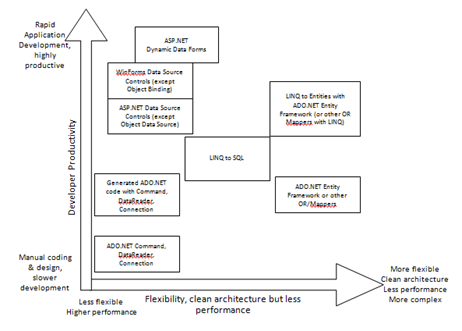 Rapid
Application
Development,
highly
productive
ASP.NET
Dynamic Data Forms
WinForms Data Source
Controls (except
Object Binding)
ASP.NET Data Source
Controls (except
Object Data Source)
LINQ to Entities with
ADO.NET Entity
Framework (or other OR
Mappers with LINQ)
LINQ to SQL
Developer Productivity
Generated ADO.NET
code with Command,
DataReader,
Connection
ADO.NET Entity
Framework or other
OR/Mappers
ADO.NET Command,
DataReader,
Connection
Manual coding
& design,
slower
development
Less flexible
Higher performance
Flexibility, clean architecture but less
performance
More flexible
Clean architecture
Less performance
More complex